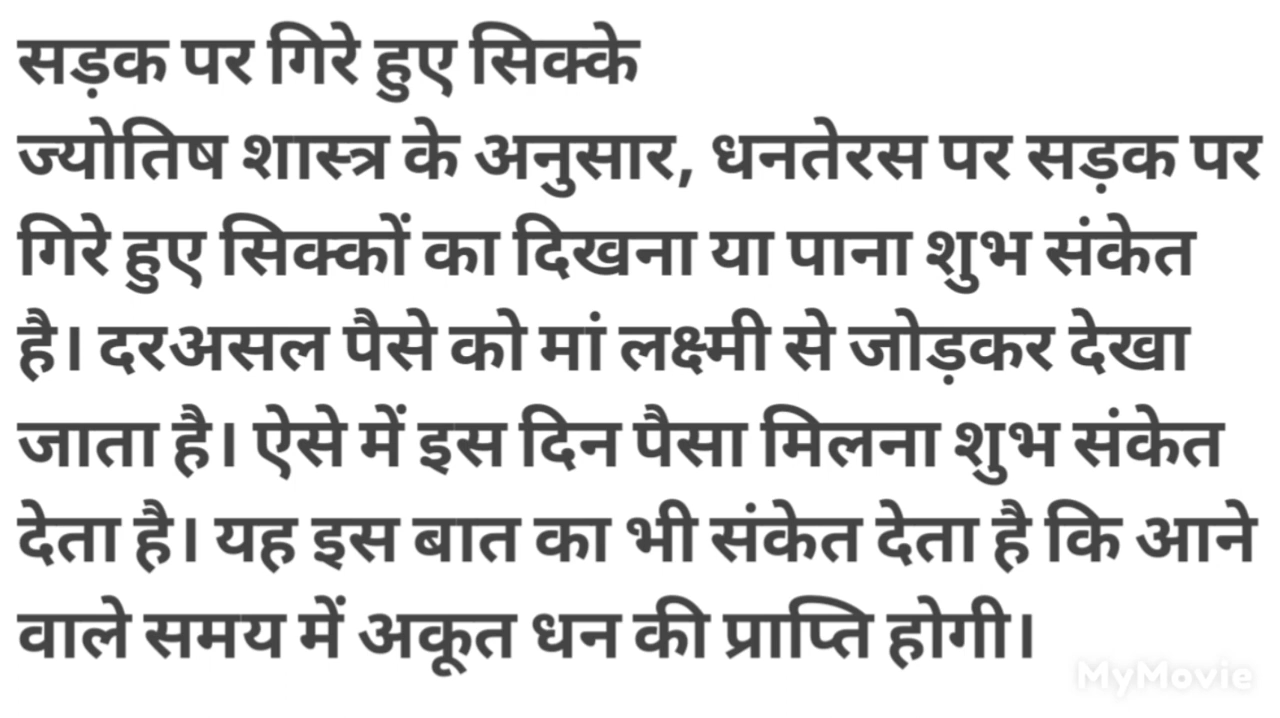 सड़क पर गिरे हुए सिक्के
ज्योतिष शास्त्र के अनुसार, धनतेरस पर सड़क पर
गिरे हुए सिक्कों का दिखना या पाना शुभ संकेत
है। दरअसल पैसे को मां लक्ष्मी से जोड़कर देखा
जाता है। ऐसे में इस दिन पैसा मिलना शुभ संकेत
देता है। यह इस बात का भी संकेत देता है कि आने
वाले समय में अकूत धन की प्राप्ति होगी।
MyMovie